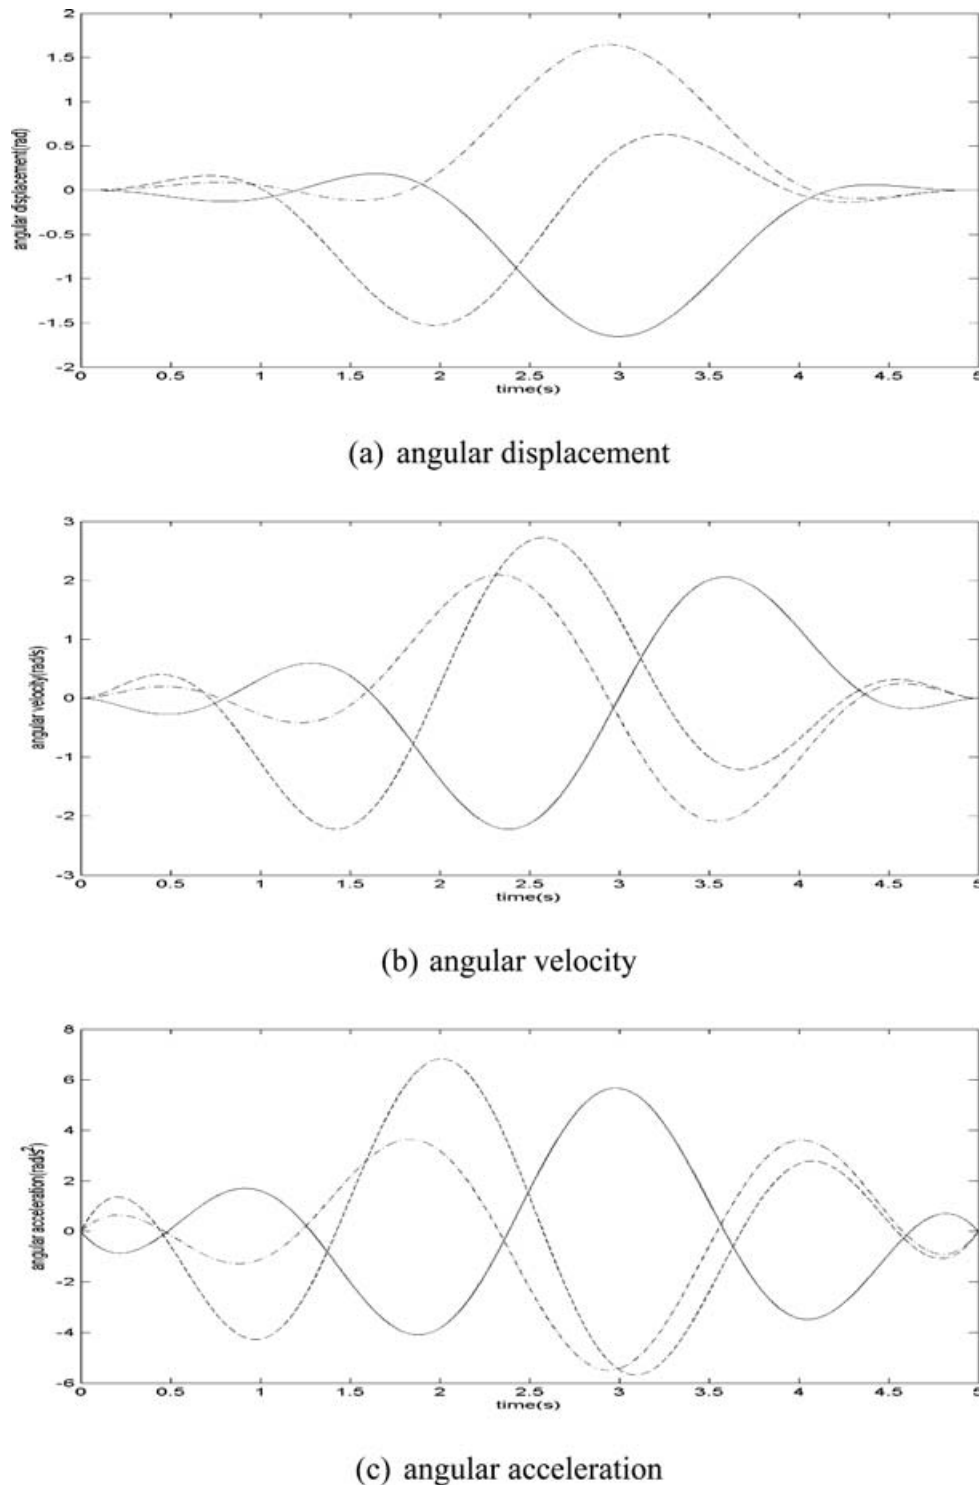 2
1.5
1
0.5
0
-0.5
-1
-1.5
-2
angular displacement(rad)
0 0.5 1 1.5 2 2.5 3 3.5 4 4.5 5
time(s)
(a) angular displacement
3
2
1
0
-1
-2
-3
angular velocity(rad/s)
0 0.5 1 1.5 2 2.5 3 3.5 4 4.5 5
time(s)
(b) angular velocity
8
6
4
2
0
-2
-4
-6
angular acceleration(rad/s²)
0 0.5 1 1.5 2 2.5 3 3.5 4 4.5 5
time(s)
(c) angular acceleration